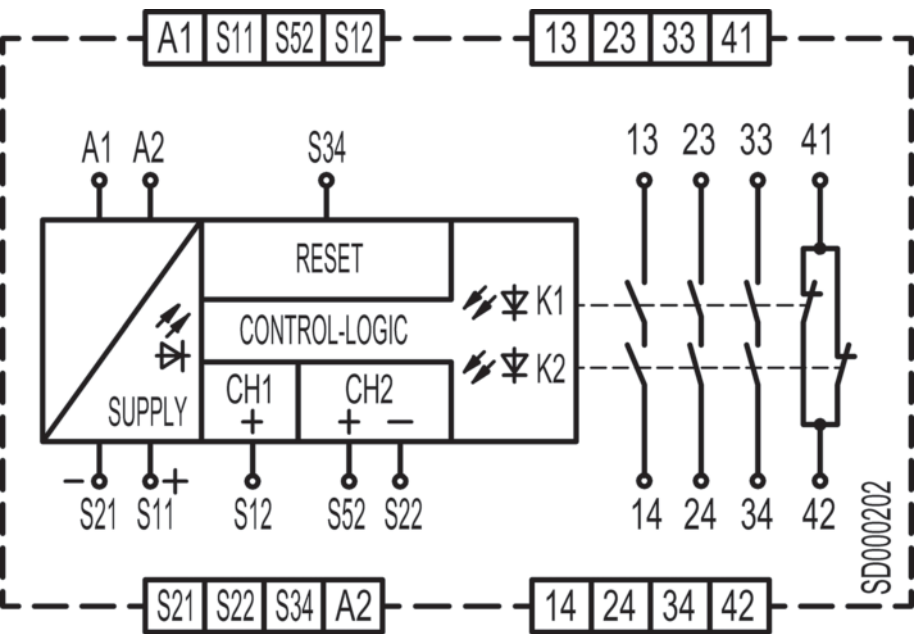 A1 S11 S52 S12 13 23 33 41
A1 A2 S34 13 23 33 41
RESET
K1
CONTROL-LOGIC
K2
CH1 CH2
SUPPLY + + −
− + 
S21 S11 S12 S52 S22 14 24 34 42
SD000202
S21 S22 S34 A2 14 24 34 42